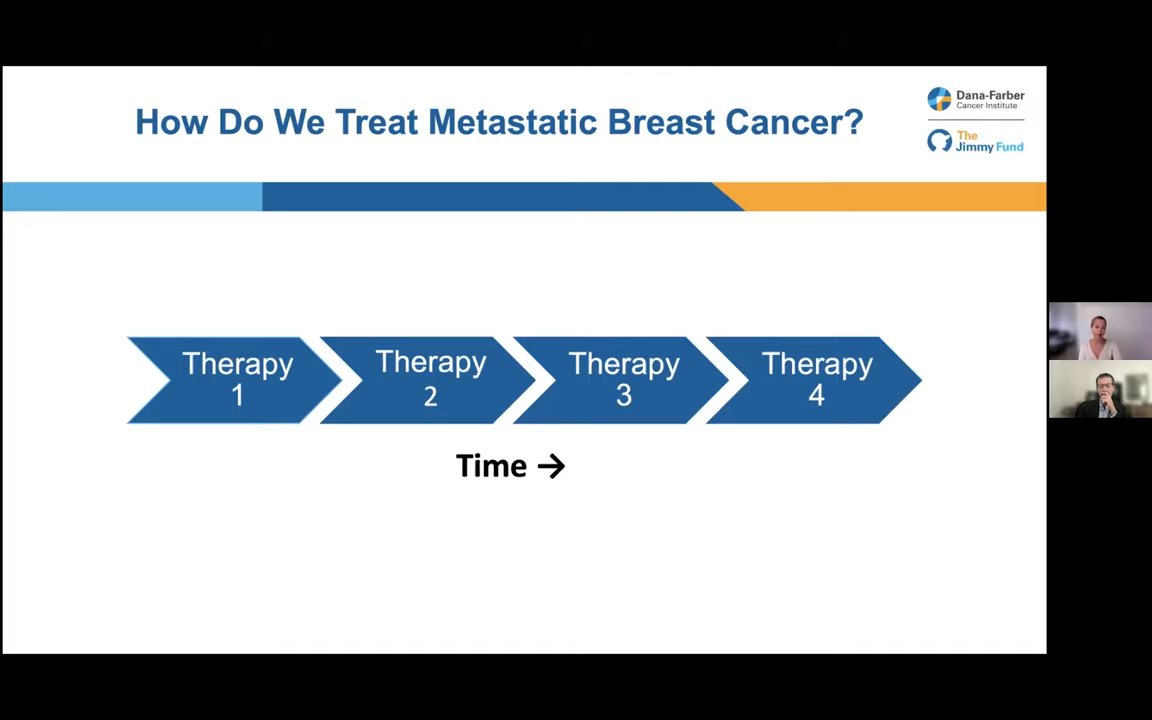 How Do We Treat Metastatic Breast Cancer?
Dana-Farber
Cancer Institute
The
Jimmy Fund
Therapy
1
Therapy
2
Therapy
3
Therapy
4
Time →